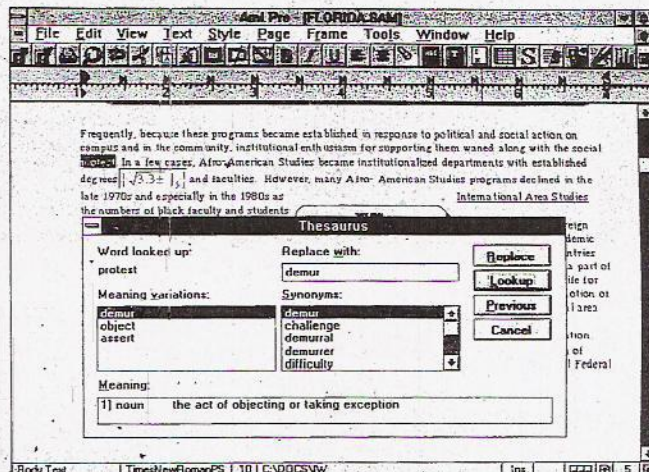 Ami Pro - [FLORIDA.SAM]
File Edit View Text Style Page Frame Tools Window Help
Frequently, because these programs became established in response to political and social action on
campus and in the community, institutional enthusiasm for supporting them waned along with the social
protest. In a few cases, Afro-American Studies became institutionalized departments with established
degrees and faculties. However, many Afro- American Studies programs declined in the
late 1970s and especially in the 1980s as
International Area Studies
the numbers of black faculty and students
Thesaurus
Word looked up:
protest
Replace with:
demur
Meaning variations:
demur
object
assert
Synonyms:
demur
challenge
demurral
demurrer
difficulty
Replace
Lookup
Previous
Cancel
Meaning:
1] noun the act of objecting or taking exception
a part of
of
Federal
Body Text TimesNewRomanPS 10 C:\DOCS\IW Ins 5